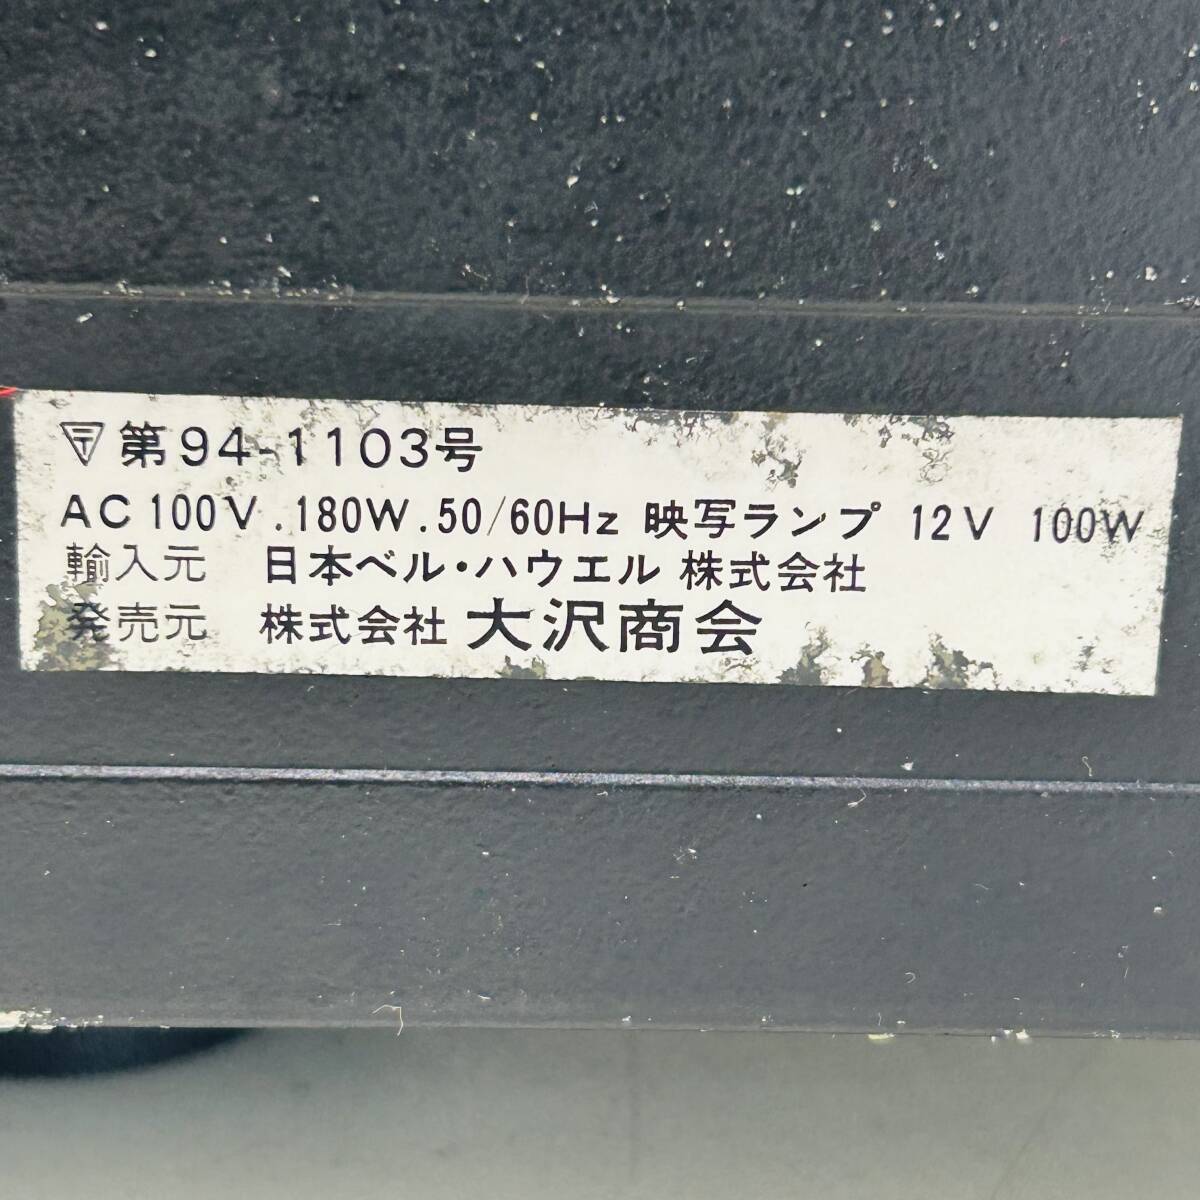 〒第94-1103号
AC 100V . 180W . 50/60Hz 映写ランプ 12V 100W
輸入元 日本ベル・ハウエル 株式会社
発売元 株式会社 大沢商会